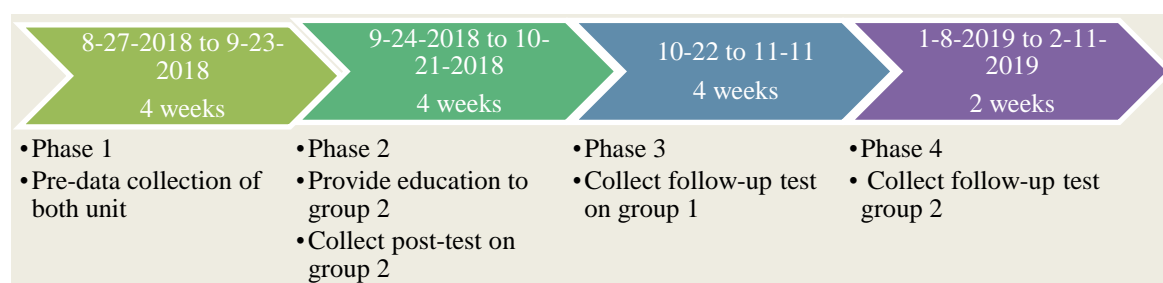 8-27-2018 to 9-23-
2018
4 weeks
9-24-2018 to 10-
21-2018
4 weeks
10-22 to 11-11
4 weeks
1-8-2019 to 2-11-
2019
2 weeks
•Phase 1
•Pre-data collection of
both unit
•Phase 2
•Provide education to
group 2
•Collect post-test on
group 2
•Phase 3
•Collect follow-up test
on group 1
•Phase 4
• Collect follow-up test
group 2